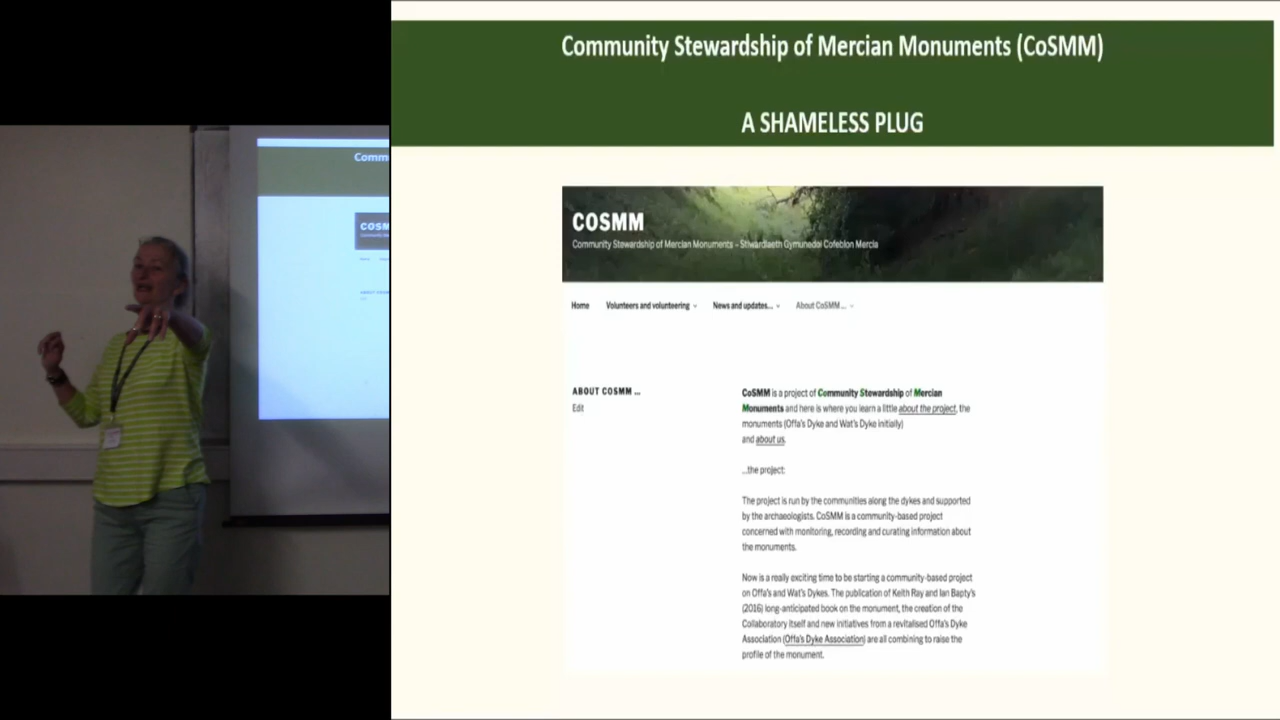 Community Stewardship of Mercian Monuments (CoSMM)
A SHAMELESS PLUG
Comm
COSM
COSMM
Community Stewardship of Mercian Monuments – Stiwardiaeth Gymunedol Cofebion Mercia
Home Volunteers and volunteering News and updates... About CoSMM ...
ABOUT COSMM ...
Edit
CoSMM is a project of Community Stewardship of Mercian
Monuments and here is where you learn a little about the project, the
monuments (Offa's Dyke and Wat's Dyke initially)
and about us.
...the project:
The project is run by the communities along the dykes and supported
by the archaeologists. CoSMM is a community-based project
concerned with monitoring, recording and curating information about
the monuments.
Now is a really exciting time to be starting a community-based project
on Offa's and Wat's Dykes. The publication of Keith Ray and Ian Bapty's
(2016) long-anticipated book on the monument, the creation of the
Collaboratory itself and new initiatives from a revitalised Offa's Dyke
Association (Offa's Dyke Association) are all combining to raise the
profile of the monument.